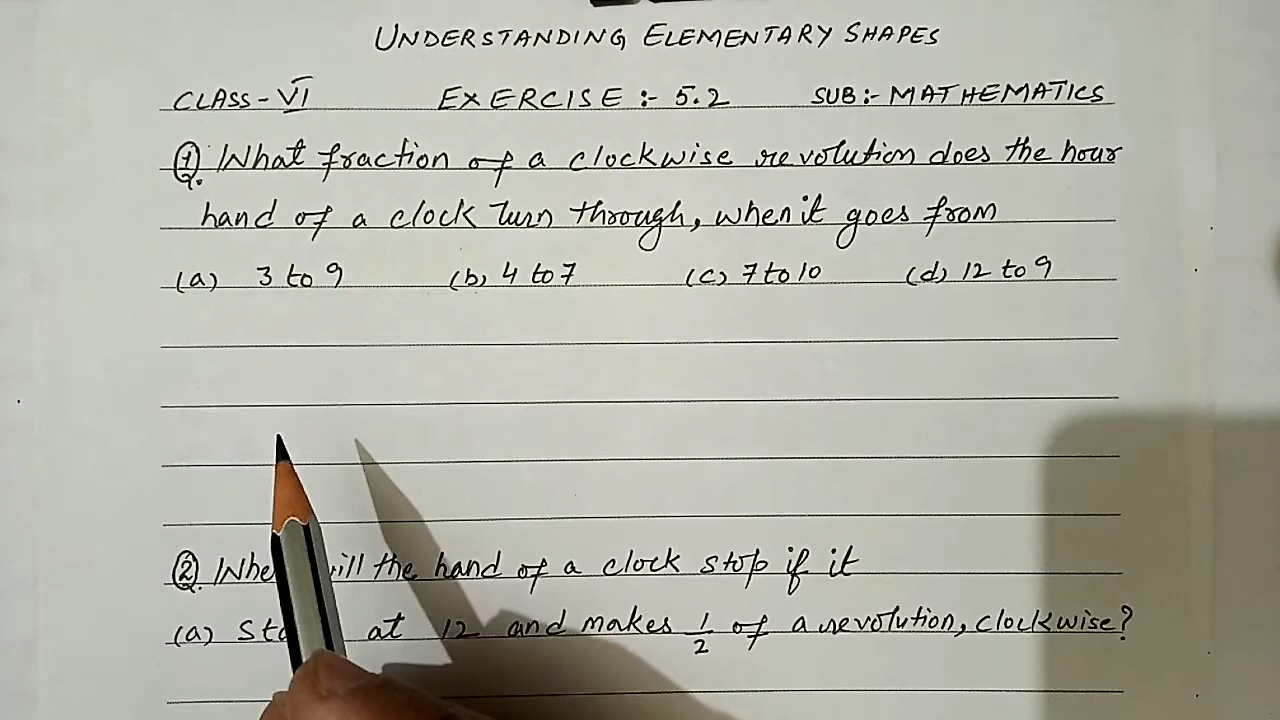 UNDERSTANDING ELEMENTARY SHAPES
CLASS - VI EXERCISE :- 5.2 SUB :- MATHEMATICS
Q.1 What fraction of a clockwise revolution does the hour
hand of a clock turn through, when it goes from
(a) 3 to 9 (b) 4 to 7 (c) 7 to 10 (d) 12 to 9
Q.2 the hand of a clock stop if it
(a) at 12 and makes 1/2 of a revolution, clockwise?